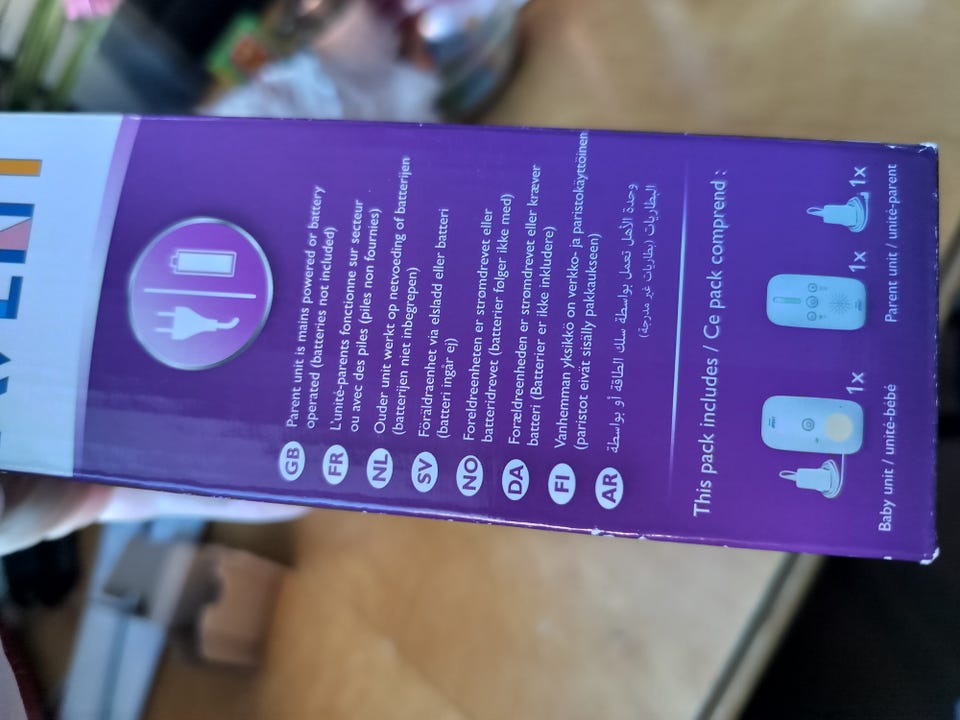 GB Parent unit is mains powered or battery
operated (batteries not included)
FR L'unité-parents fonctionne sur secteur
ou avec des piles (piles non fournies)
NL Ouder unit werkt op netvoeding of batterijen
(batterijen niet inbegrepen)
SV Föräldraenhet via elsladd eller batteri
(batteri ingår ej)
NO Foreldreenheten er strømdrevet eller
batteridrevet (batterier følger ikke med)
DA Forældreenheden er strømdrevet eller kræver
batteri (Batterier er ikke inkludere)
FI Vanhemman yksikkö on verkko- ja paristokäyttöinen
(paristot eivät sisälly pakkaukseen)
AR وحدة الأهل تعمل بواسطة سلك الطاقة أو بواسطة
البطاريات (بطاريات غير مدرجة)
This pack includes / Ce pack comprend :
1x
1x
1x
Baby unit / unité-bébé
Parent unit / unité-parent